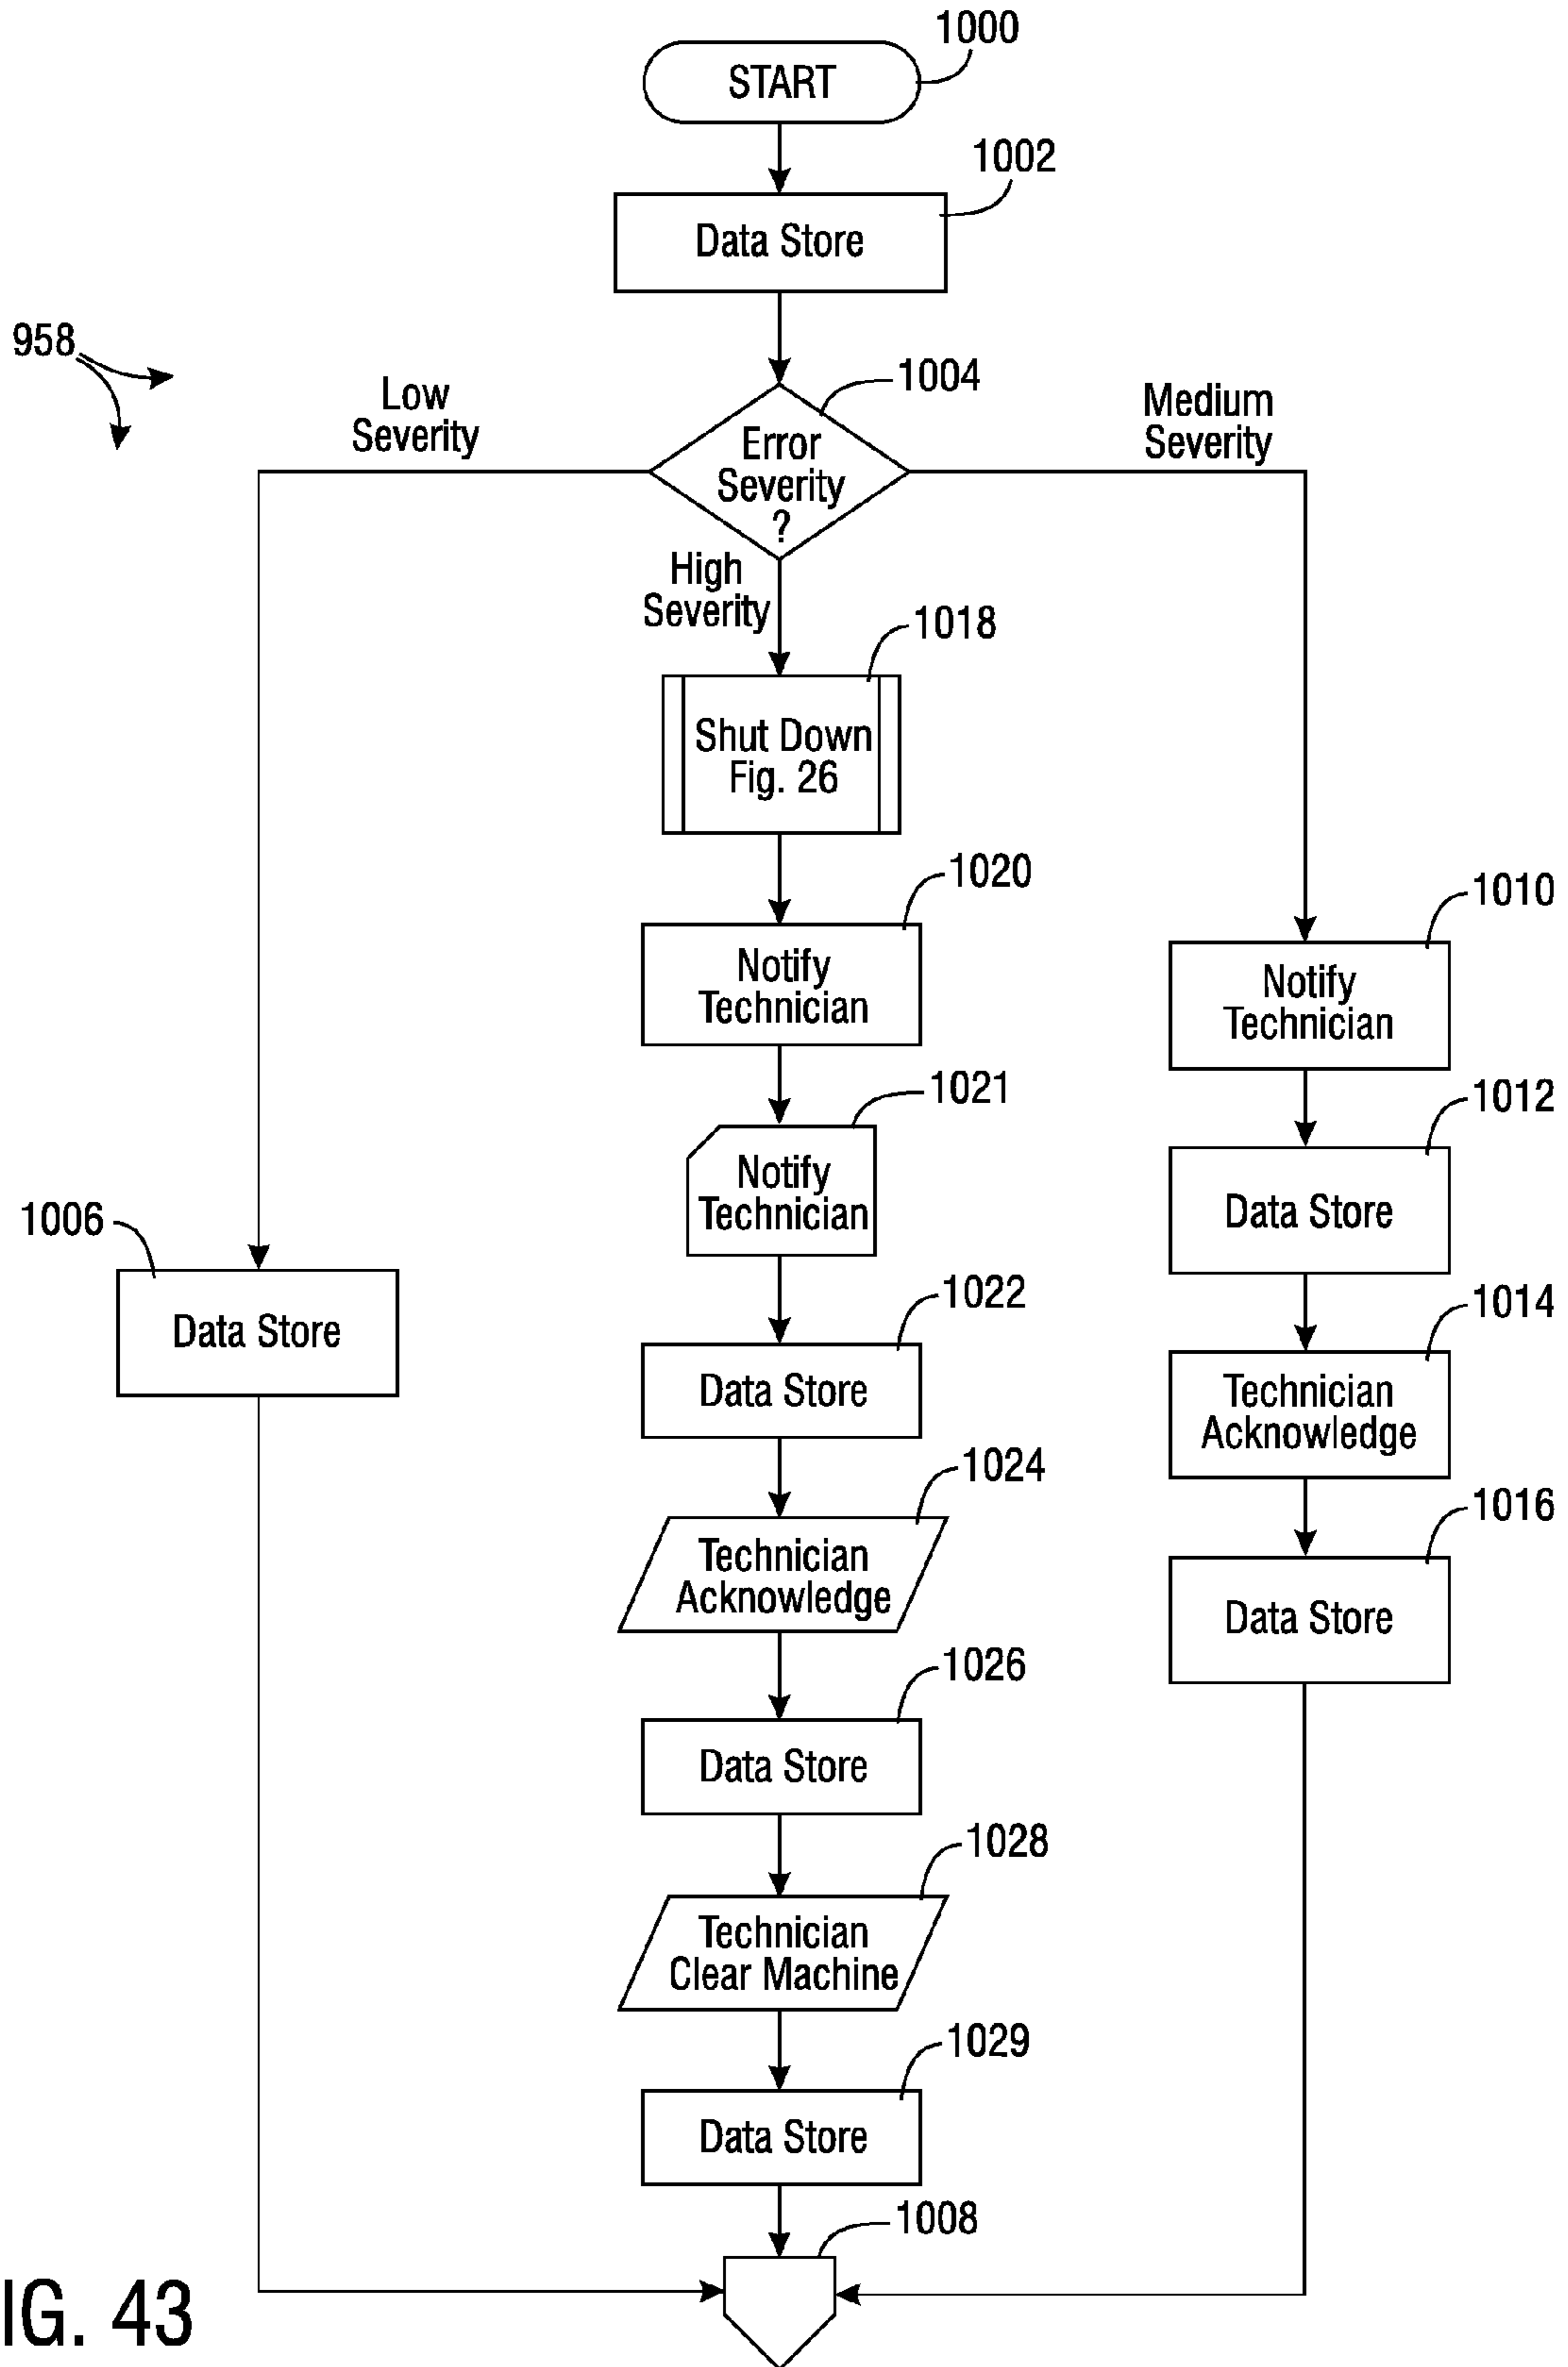 1000
START
1002
Data Store
958
1004
Low
Severity
Medium
Severity
Error
Severity
?
High
Severity
1018
Shut Down
Fig. 26
1020
Notify
Technician
1010
Notify
Technician
1021
Notify
Technician
1012
Data Store
1006
Data Store
1022
Data Store
1014
Technician
Acknowledge
1024
Technician
Acknowledge
1016
Data Store
1026
Data Store
1028
Technician
Clear Machine
1029
Data Store
1008
IG. 43